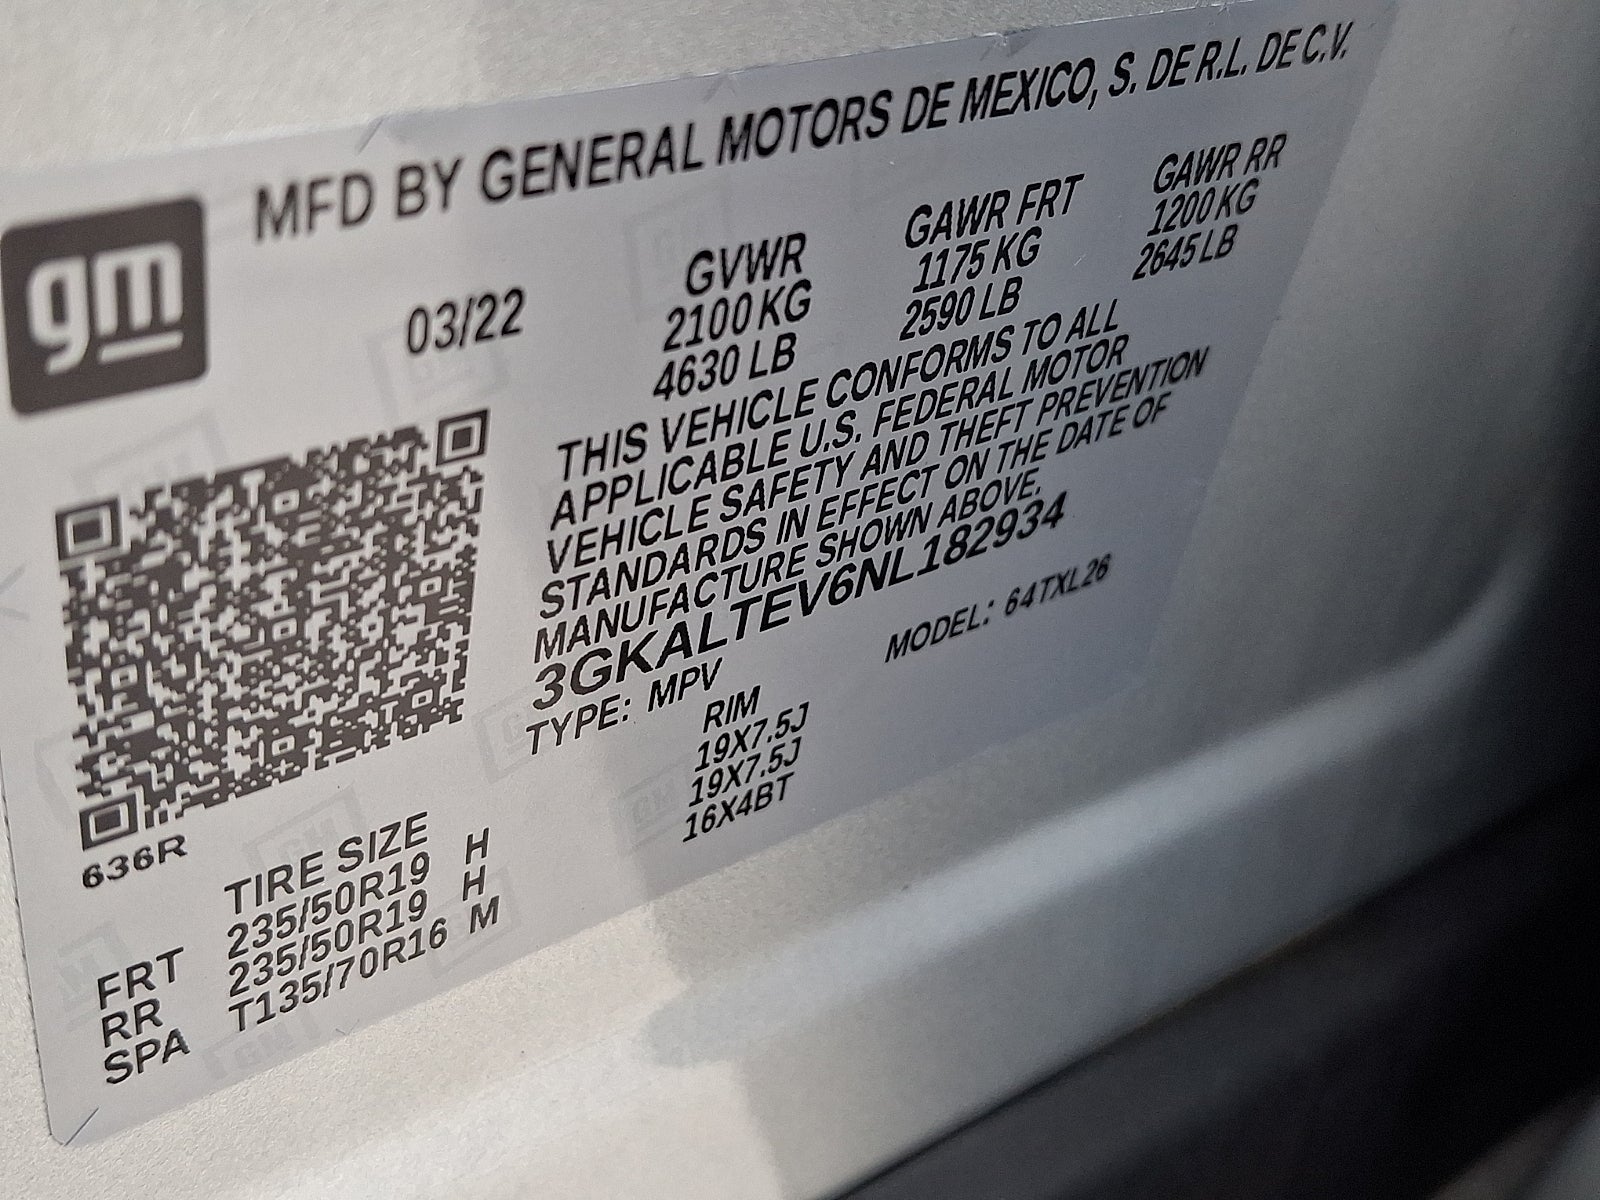 MFD BY GENERAL MOTORS DE MEXICO, S. DE R.L. DE C.V.
gm
03/22
GVWR GAWR FRT GAWR RR
2100 KG 1175 KG 1200 KG
4630 LB 2590 LB 2645 LB
THIS VEHICLE CONFORMS TO ALL
APPLICABLE U.S. FEDERAL MOTOR
VEHICLE SAFETY AND THEFT PREVENTION
STANDARDS IN EFFECT ON THE DATE OF
MANUFACTURE SHOWN ABOVE.
3GKALTEV6NL182934
TYPE: MPV MODEL: 64TXL26
636R
TIRE SIZE RIM
FRT 235/50R19 H 19X7.5J
RR 235/50R19 H 19X7.5J
SPA T135/70R16 M 16X4BT